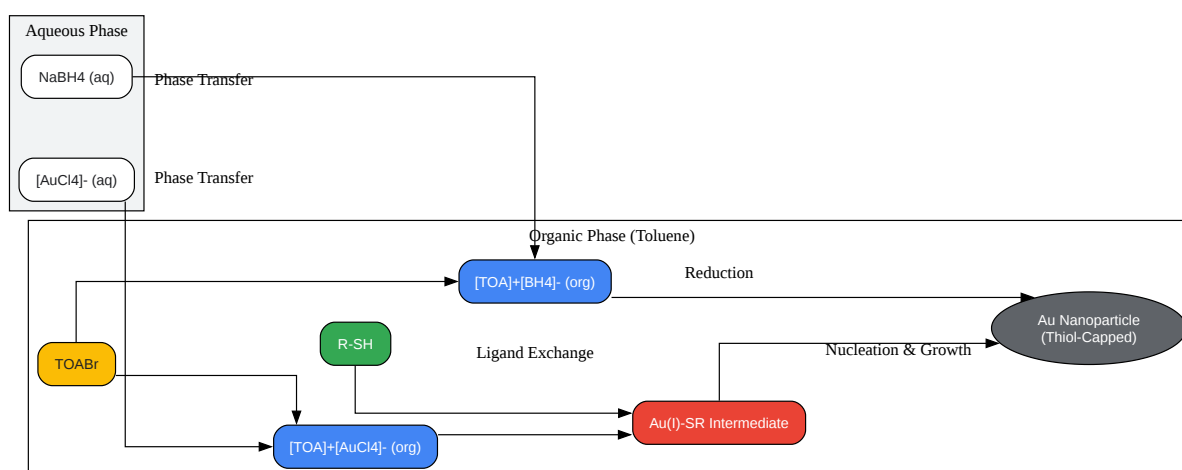 Aqueous Phase
NaBH4 (aq)
Phase Transfer
[AuCl4]- (aq)
Phase Transfer
Organic Phase (Toluene)
[TOA]+[BH4]- (org)
Reduction
Au Nanoparticle
(Thiol-Capped)
R-SH
Ligand Exchange
Nucleation & Growth
TOABr
Au(I)-SR Intermediate
[TOA]+[AuCl4]- (org)